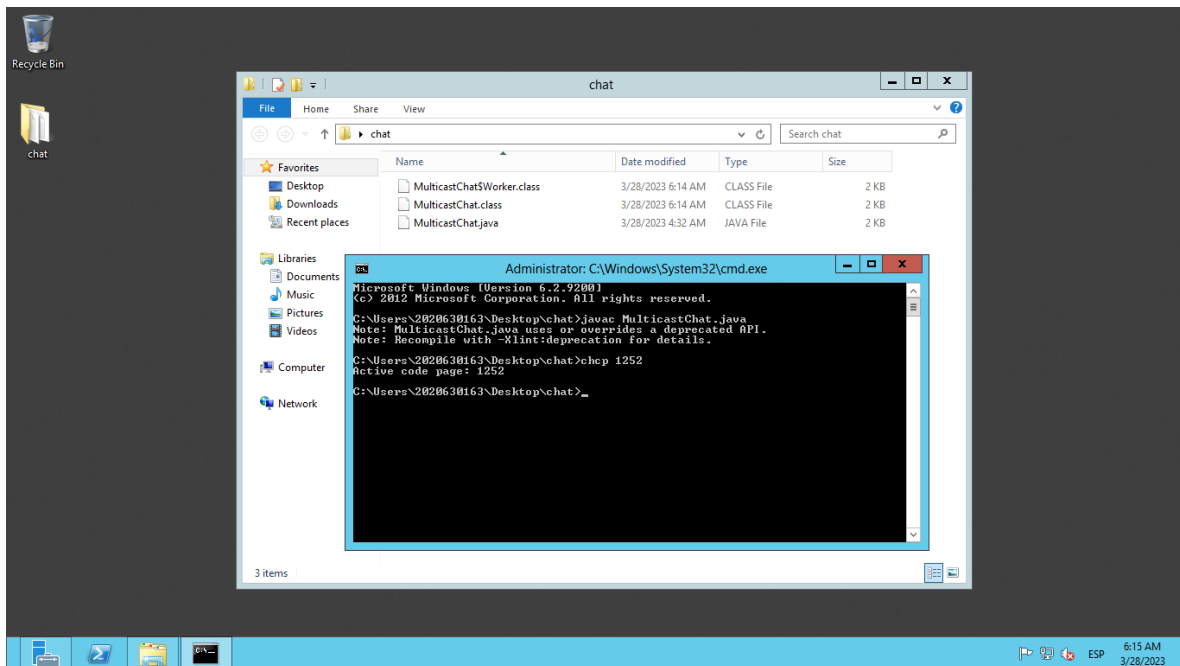 Recycle Bin
chat
chat
File Home Share View
chat
Search chat
Name Date modified Type Size
Favorites
Desktop
Downloads
Recent places
Libraries
Documents
Music
Pictures
Videos
Computer
Network
MulticastChat$Worker.class 3/28/2023 6:14 AM CLASS File 2 KB
MulticastChat.class 3/28/2023 6:14 AM CLASS File 2 KB
MulticastChat.java 3/28/2023 4:32 AM JAVA File 2 KB
Administrator: C:\Windows\System32\cmd.exe
Microsoft Windows [Version 6.2.9200]
(c) 2012 Microsoft Corporation. All rights reserved.
C:\Users\2020630163\Desktop\chat>javac MulticastChat.java
Note: MulticastChat.java uses or overrides a deprecated API.
Note: Recompile with -Xlint:deprecation for details.
C:\Users\2020630163\Desktop\chat>chcp 1252
Active code page: 1252
C:\Users\2020630163\Desktop\chat>_
3 items
ESP
6:15 AM
3/28/2023